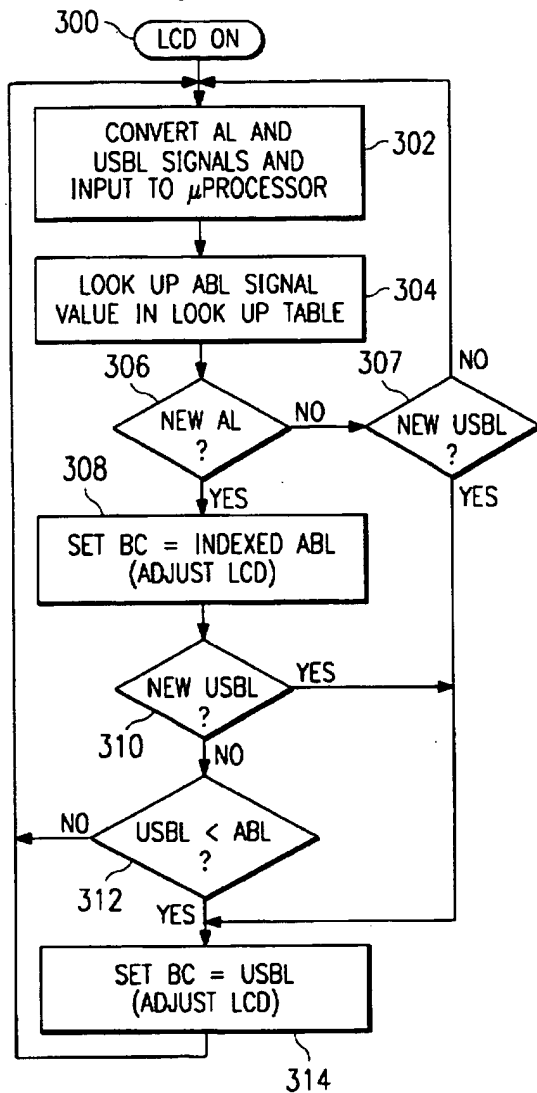 300
LCD ON
CONVERT AL AND
USBL SIGNALS AND
INPUT TO μPROCESSOR
302
LOOK UP ABL SIGNAL
VALUE IN LOOK UP TABLE
304
306
NEW AL
?
NO
YES
307
NEW USBL
?
NO
YES
308
SET BC = INDEXED ABL
(ADJUST LCD)
NEW USBL
?
310
YES
NO
USBL < ABL
?
312
NO
YES
SET BC = USBL
(ADJUST LCD)
314